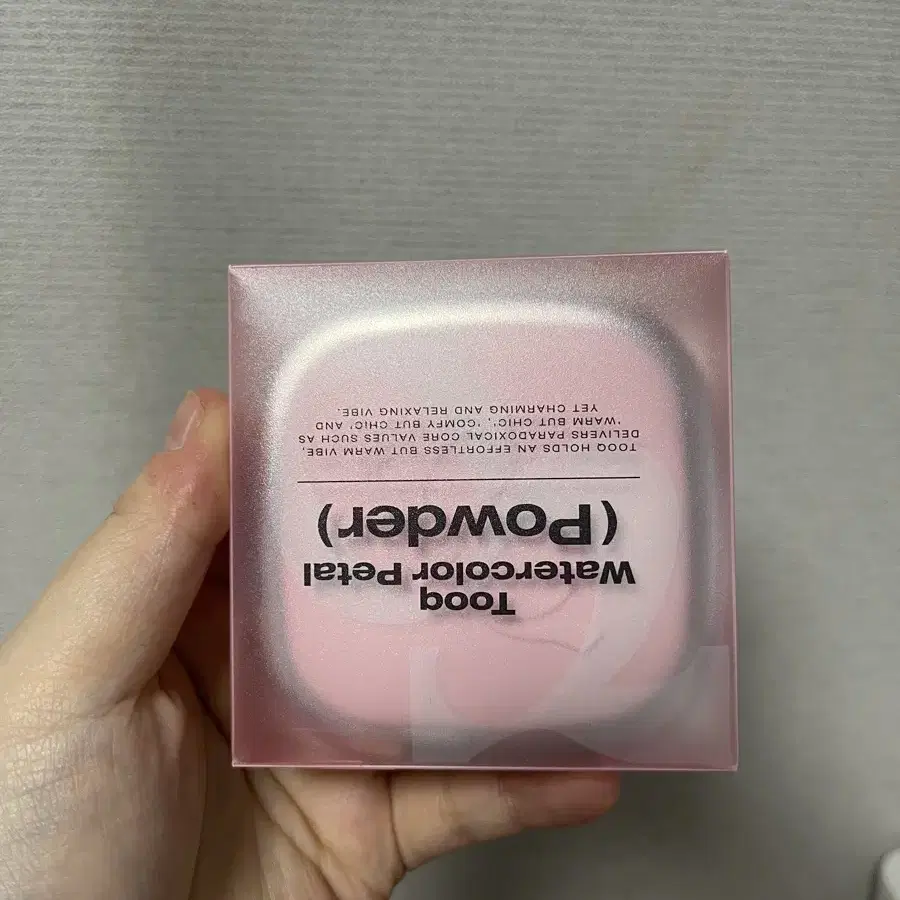 Tooq
Watercolor Petal
(Powder)
TOOQ HOLDS AN EFFORTLESS BUT WARM VIBE,
DELIVERS PARADOXICAL CORE VALUES SUCH AS
'WARM BUT CHIC', 'COMFY BUT CHIC' AND
YET CHARMING AND RELAXING VIBE.